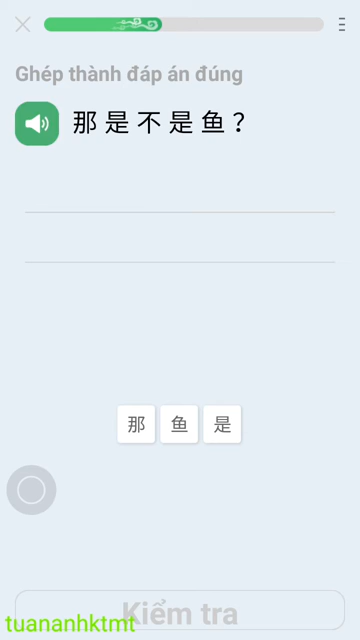 Ghép thành đáp án đúng
那是不是鱼？
那 鱼 是
Kiểm tra
tuananhktmt